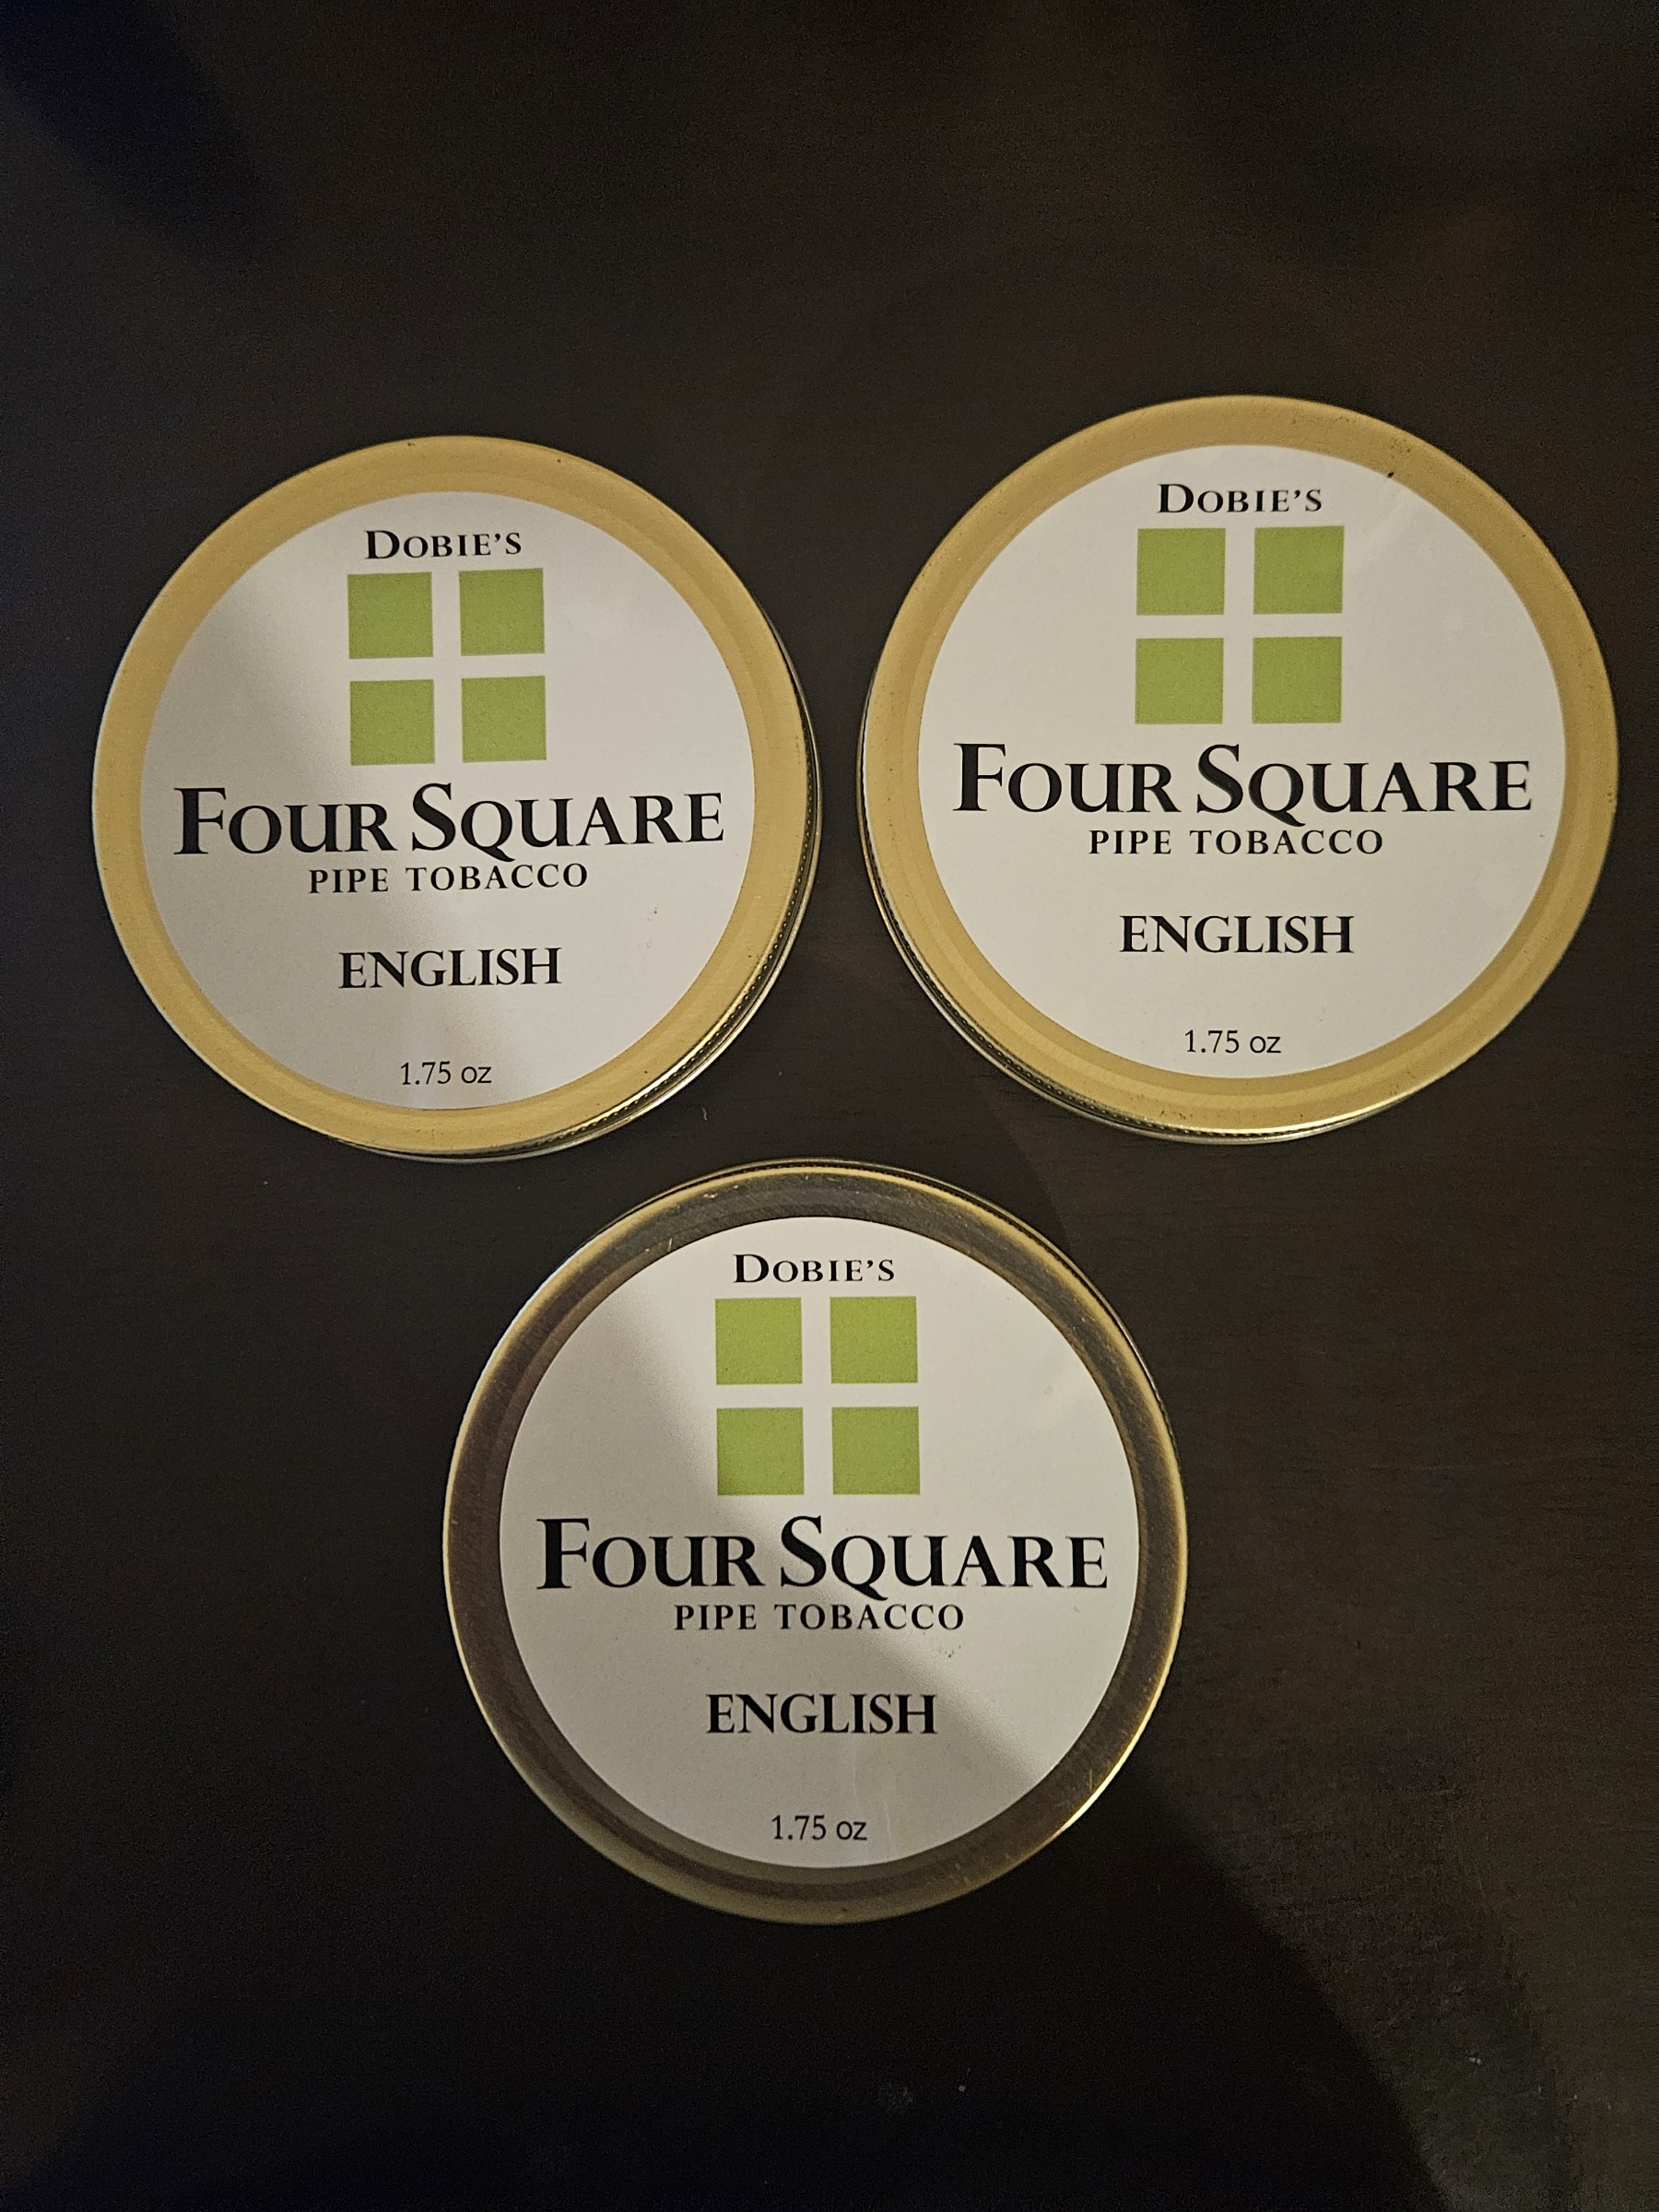 DOBIE'S
FOUR SQUARE
PIPE TOBACCO
ENGLISH
1.75 oz
DOBIE'S
FOUR SQUARE
PIPE TOBACCO
ENGLISH
1.75 oz
DOBIE'S
FOUR SQUARE
PIPE TOBACCO
ENGLISH
1.75 oz